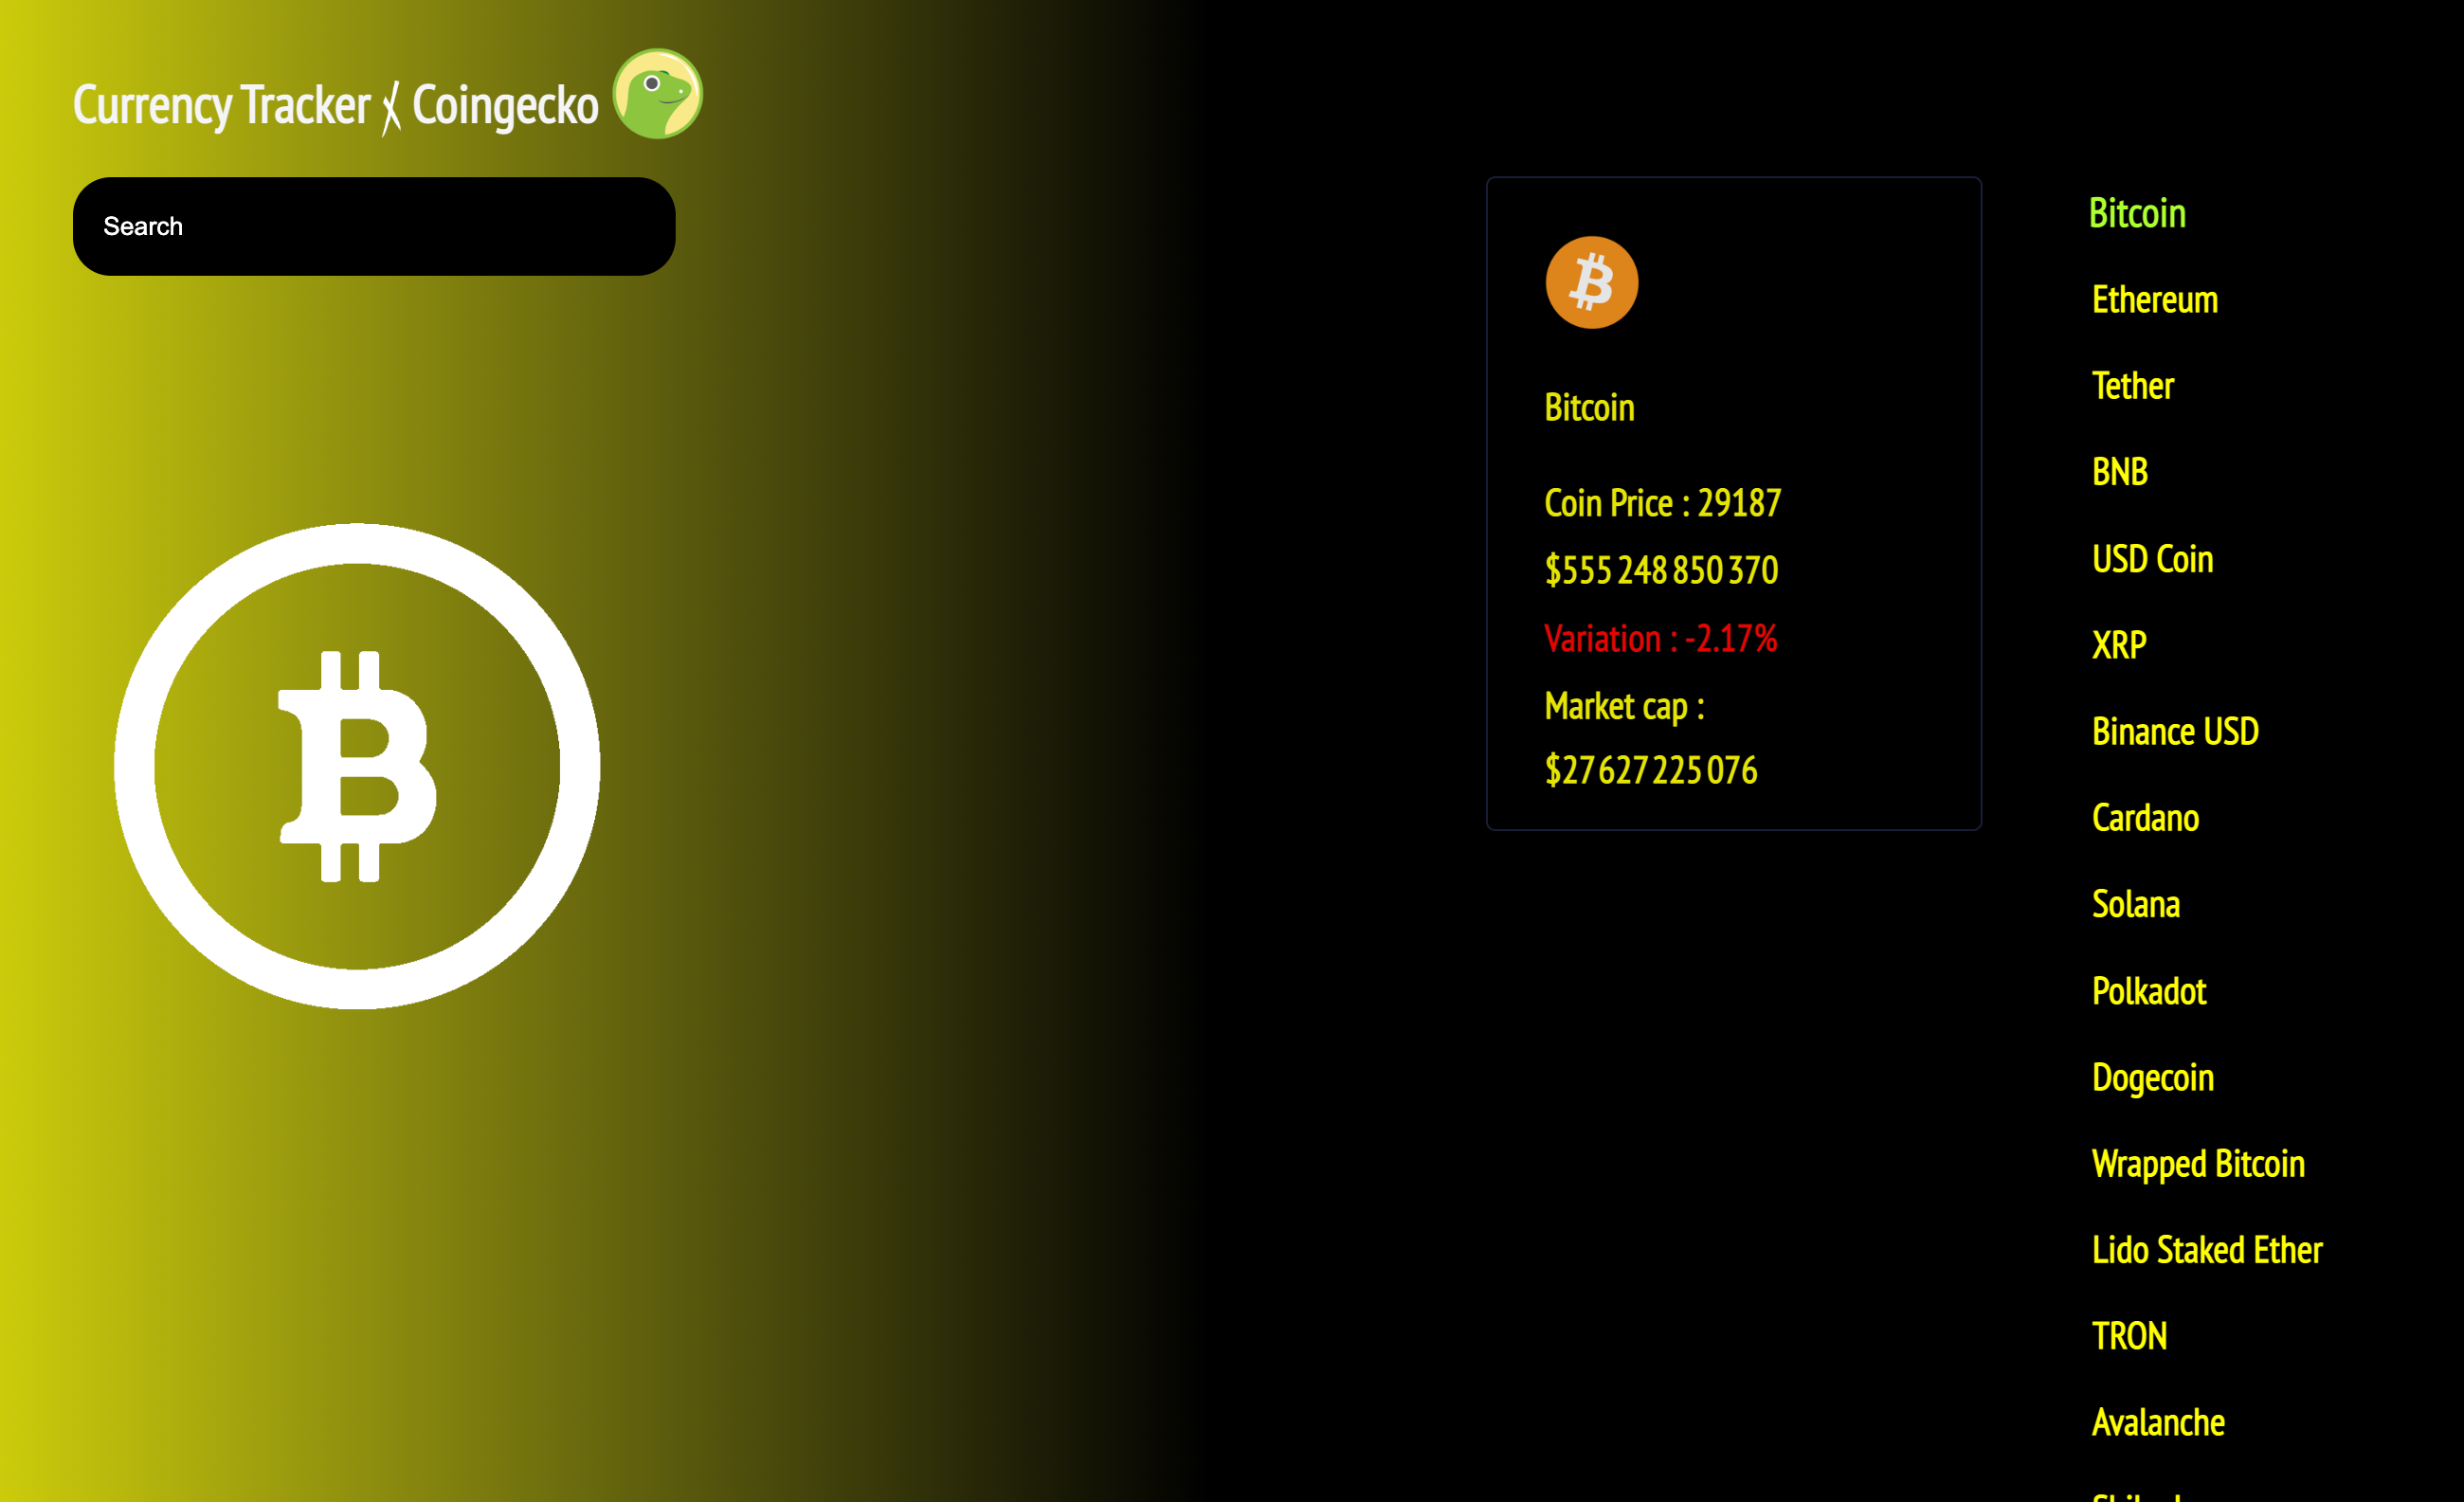 Currency Tracker X Coingecko
Search
Bitcoin
Coin Price : 29187
$555 248 850 370
Variation : -2.17%
Market cap :
$27 627 225 076
Bitcoin
Ethereum
Tether
BNB
USD Coin
XRP
Binance USD
Cardano
Solana
Polkadot
Dogecoin
Wrapped Bitcoin
Lido Staked Ether
TRON
Avalanche